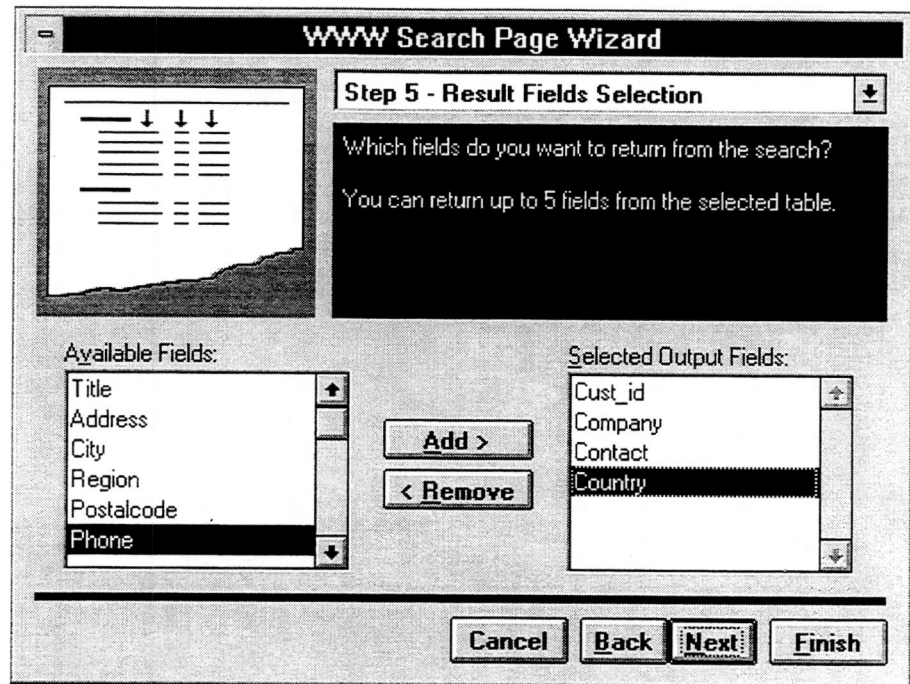 WWW Search Page Wizard
Step 5 - Result Fields Selection
Which fields do you want to return from the search?
You can return up to 5 fields from the selected table.
Available Fields:
Title
Address
City
Region
Postalcode
Phone
Add >
< Remove
Selected Output Fields:
Cust_id
Company
Contact
Country
Cancel
Back
Next
Finish